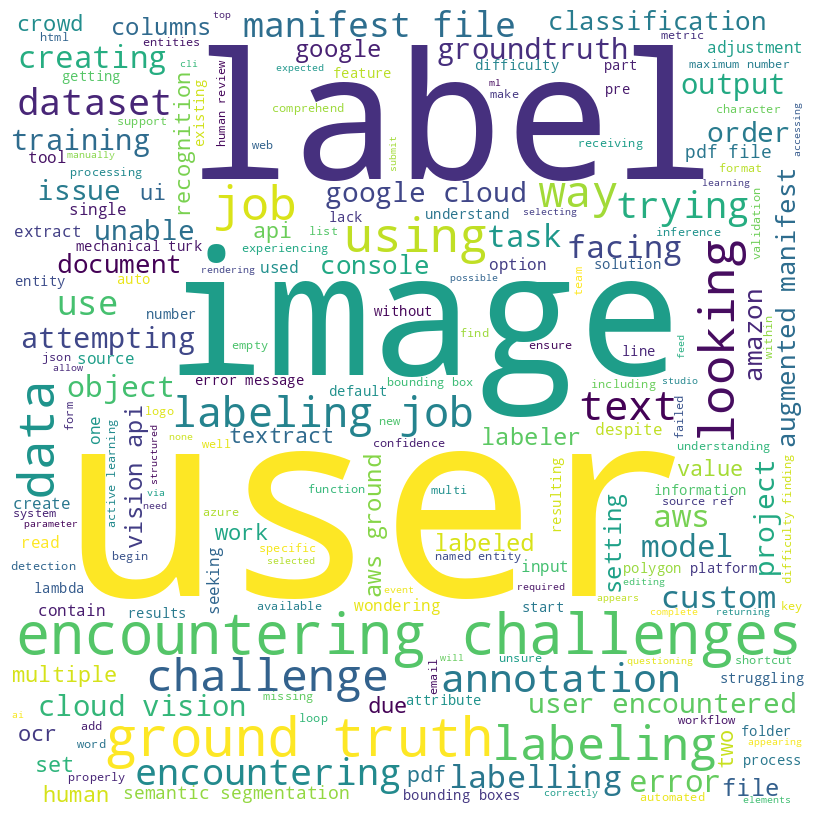 top
crowd
columns
manifest file
classification
html
entities
google
groundtruth
metric
creating
cli
difficulty
part
adjustment
getting
expected
ml
maximum number
dataset
label
human review
feature
make
pre
output
recognition
existing
comprehend
character
support
order
training
submit
receiving
accessing
tool
manually
web
pdf file
processing
format
issue
ui
job
google cloud
way
trying
learning
single
lack
understand
selecting
unable
api
list
using
task
facing
validation
extract
mechanical turk
experiencing
inference
document
used
console
option
solution
augmented manifest
entity
auto
rendering
possible
team
looking
amazon
within
use
number
image
without
attempting
empty
find
ensure
line
feed
json
source
allow
error message
bounding box
including
studio
object
default
failed
data
form
one
logo
labeling job
new
text
despite
vision api
none
well
textract
confidence
labeler
understanding
structured
active learning
user
value
difficulty finding
create
via
function
multi
resulting
information
project
system
need
azure
aws ground
source ref
aws
parameter
work
labeled
setting
read
specific
named entity
model
detection
begin
seeking
selected
input
polygon
platform
event
required
editing
key
lambda
appears
complete
learning
custom
contain
results
available
wondering
start
returning
encountering challenges
will
unsure
questioning
shortcut
multiple
challenge
email
annotation
struggling
missing
attribute
cloud vision
due
user encountered
folder
ai
add
loop
workflow
ocr
word
ground truth
labeling
two
appearing
process
set
properly
encountering
pdf
labelling
error
file
human
semantic segmentation
bounding boxes
correctly
automated
elements